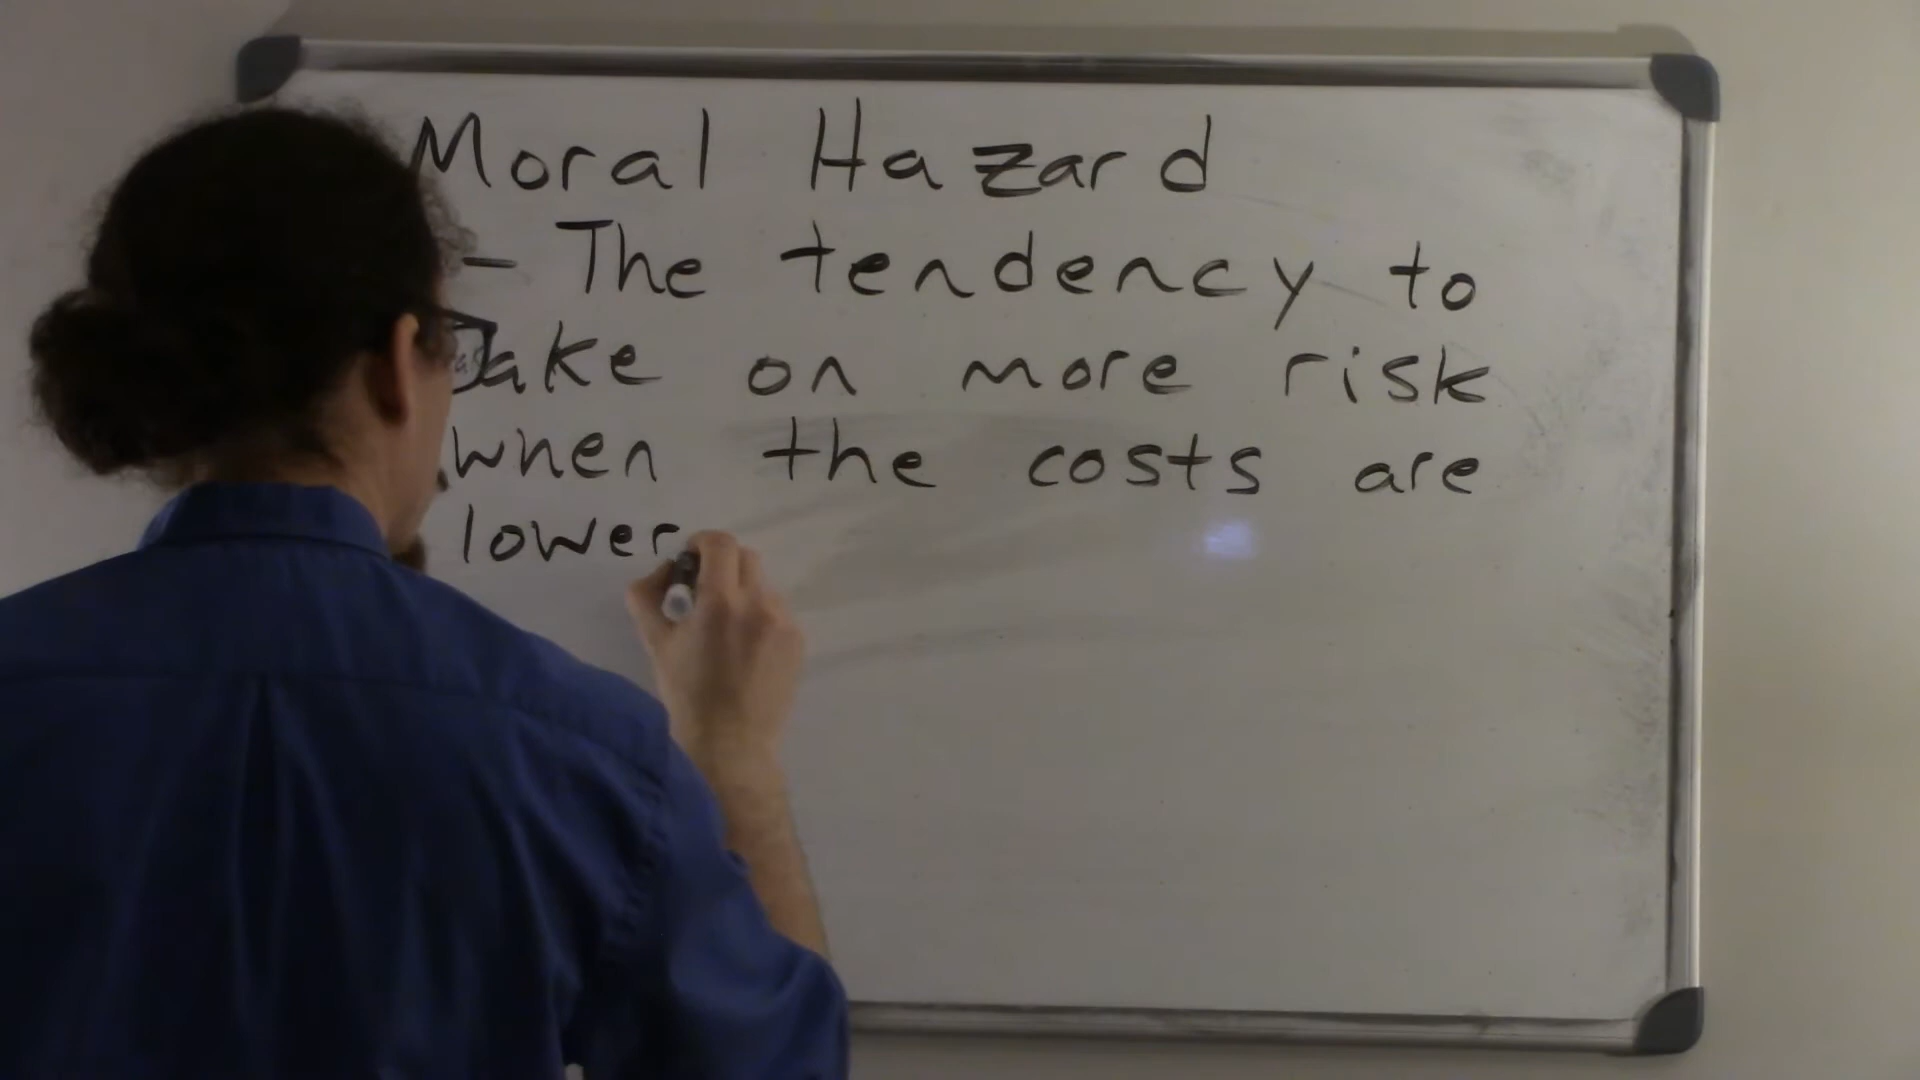 Moral Hazard
- The tendency to
take on more risk
when the costs are
lower